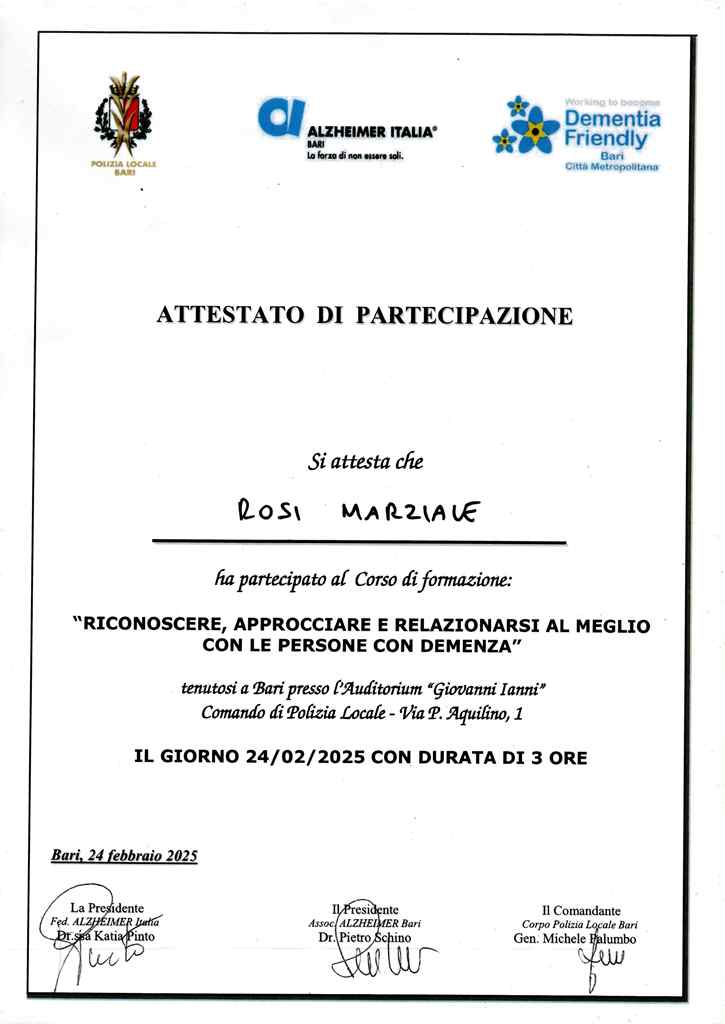 POLIZIA LOCALE
BARI
ALZHEIMER ITALIA®
BARI
La forza di non essere soli.
Working to become
Dementia
Friendly
Bari
Città Metropolitana
ATTESTATO DI PARTECIPAZIONE
Si attesta che
ROSI MARZIALE
ha partecipato al Corso di formazione:
“RICONOSCERE, APPROCCIARE E RELAZIONARSI AL MEGLIO
CON LE PERSONE CON DEMENZA”
tenutosi a Bari presso l'Auditorium “Giovanni Ianni”
Comando di Polizia Locale - Via P. Aquilino, 1
IL GIORNO 24/02/2025 CON DURATA DI 3 ORE
Bari, 24 febbraio 2025
La Presidente
Fed. ALZHEIMER Italia
Dr.ssa Katia Pinto
Il Presidente
Assoc. ALZHEIMER Bari
Dr. Pietro Schino
Il Comandante
Corpo Polizia Locale Bari
Gen. Michele Palumbo